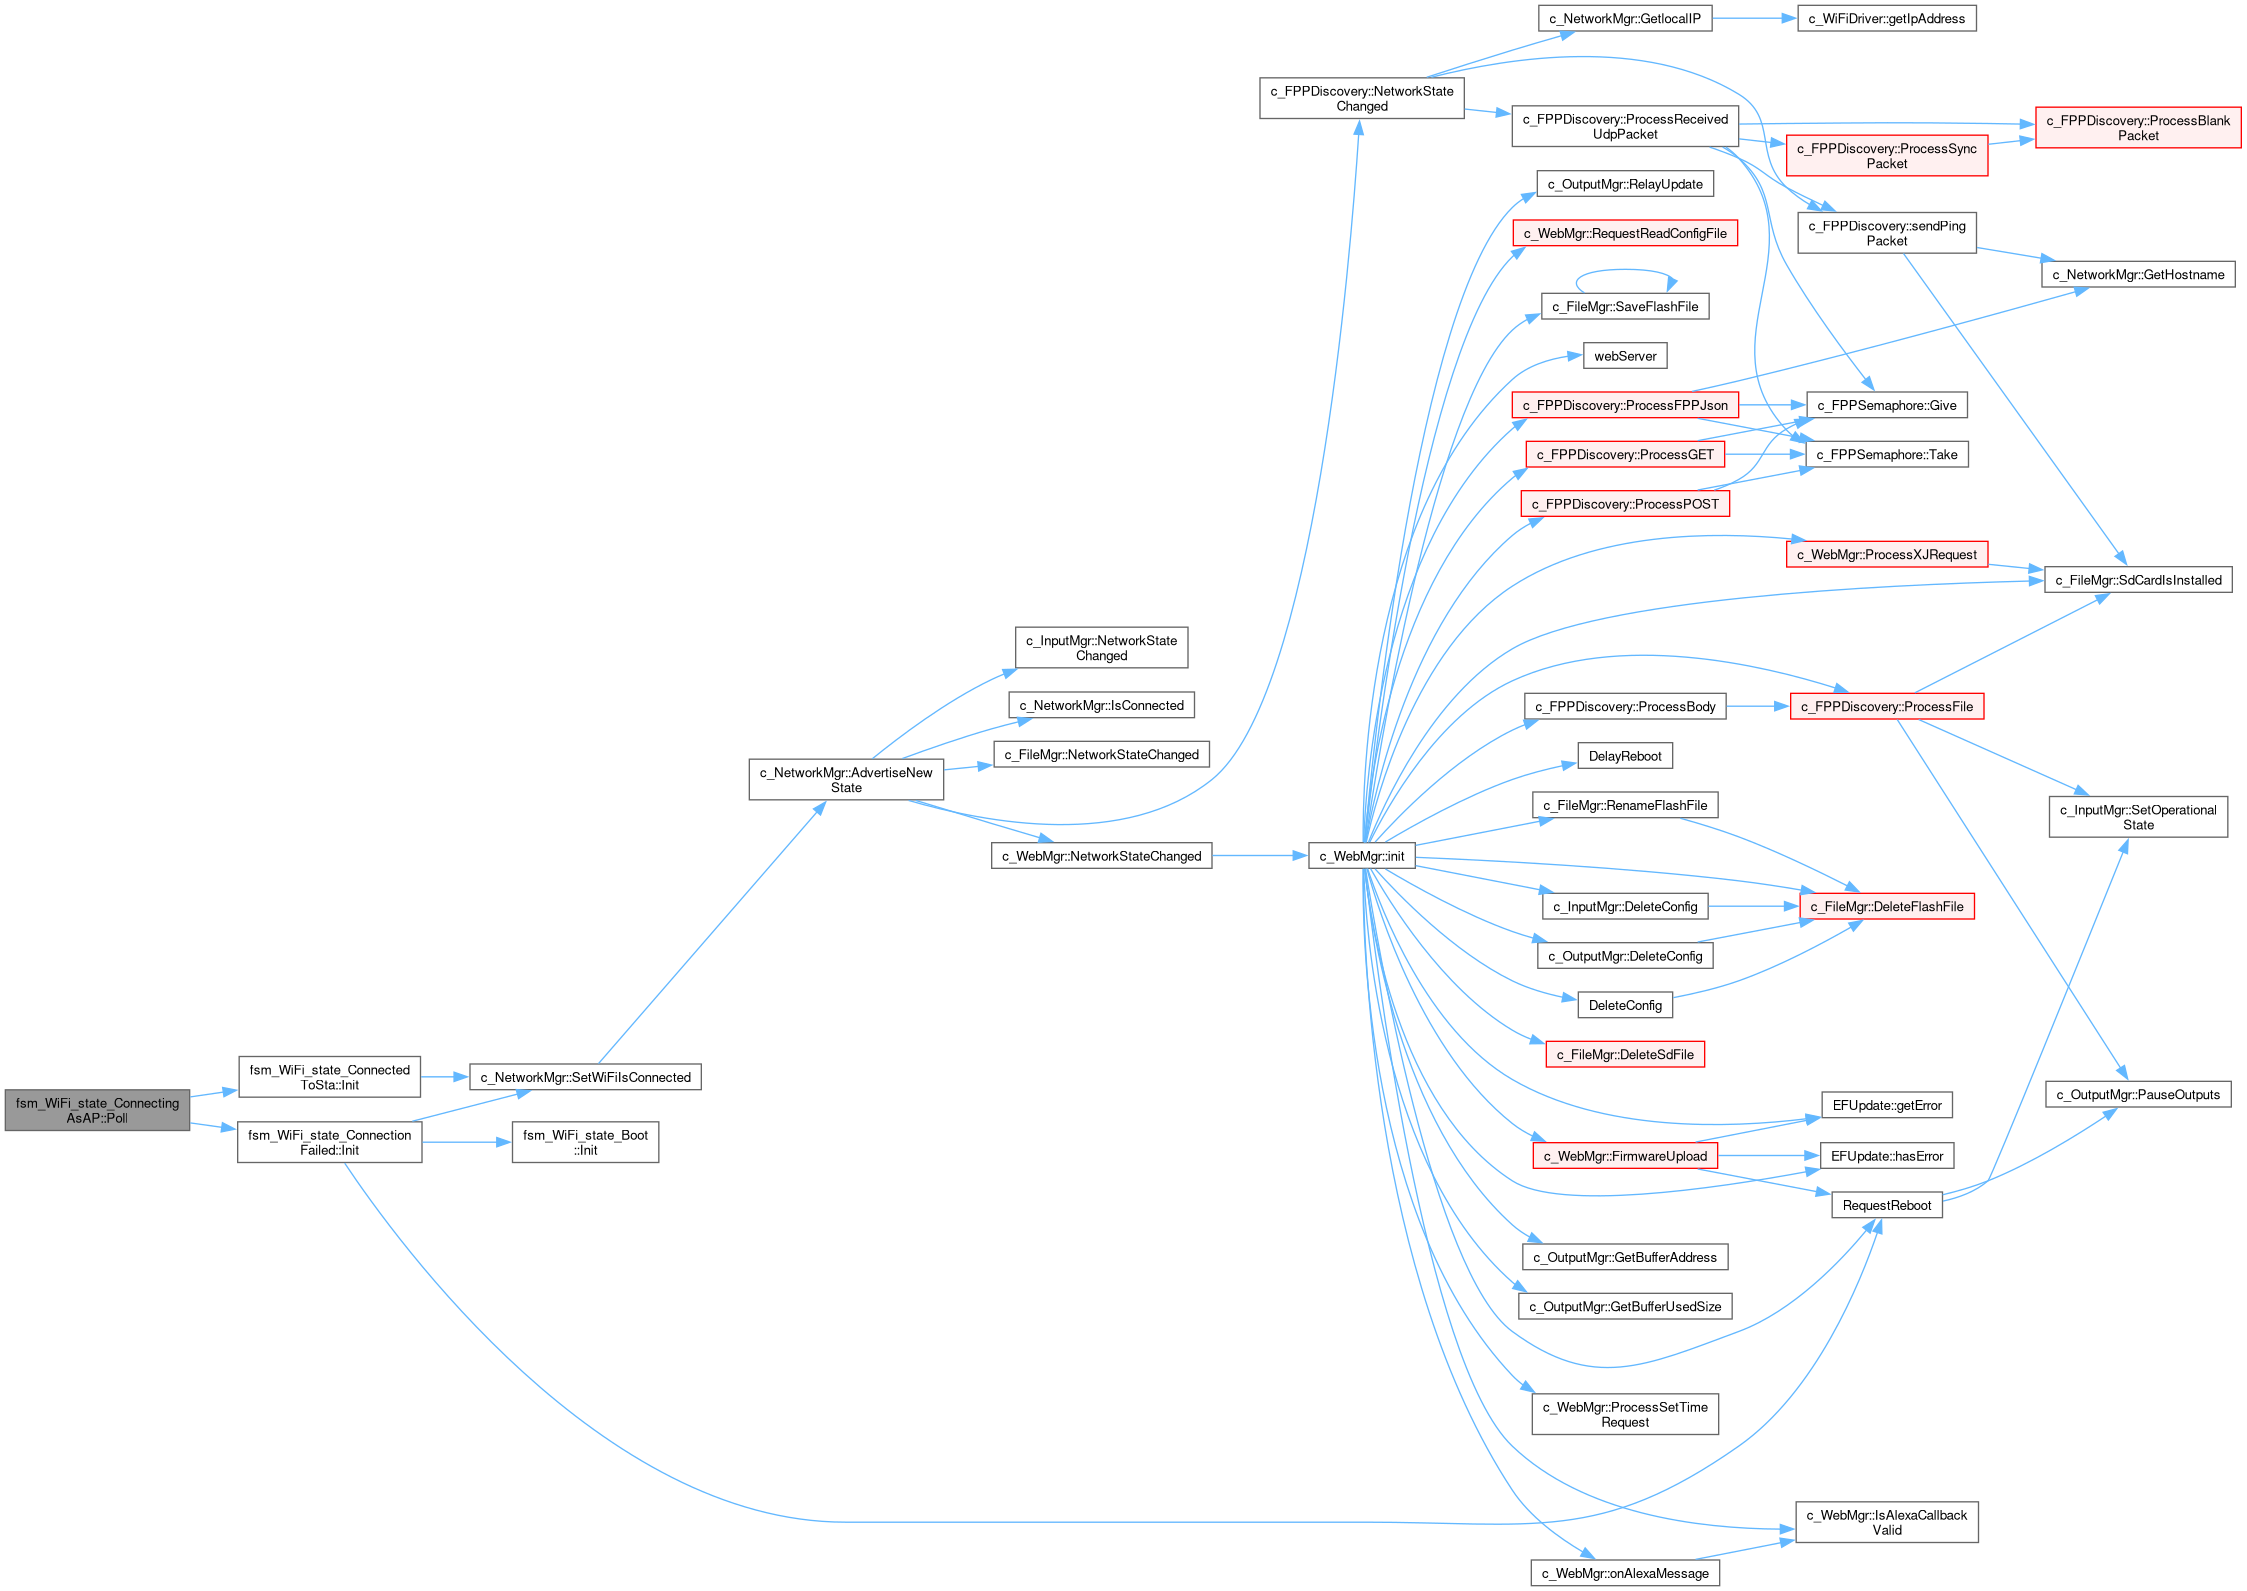 c_NetworkMgr::GetlocalIP
c_WiFiDriver::getIpAddress
c_FPPDiscovery::NetworkState
Changed
c_FPPDiscovery::ProcessReceived
UdpPacket
c_FPPDiscovery::ProcessBlank
Packet
c_FPPDiscovery::ProcessSync
Packet
c_OutputMgr::RelayUpdate
c_WebMgr::RequestReadConfigFile
c_FPPDiscovery::sendPing
Packet
c_NetworkMgr::GetHostname
c_FileMgr::SaveFlashFile
webServer
c_FPPDiscovery::ProcessFPPJson
c_FPPSemaphore::Give
c_FPPDiscovery::ProcessGET
c_FPPSemaphore::Take
c_FPPDiscovery::ProcessPOST
c_WebMgr::ProcessXJRequest
c_FileMgr::SdCardIsInstalled
c_InputMgr::NetworkState
Changed
c_NetworkMgr::IsConnected
c_FPPDiscovery::ProcessBody
c_FPPDiscovery::ProcessFile
c_FileMgr::NetworkStateChanged
DelayReboot
c_NetworkMgr::AdvertiseNew
State
c_FileMgr::RenameFlashFile
c_InputMgr::SetOperational
State
c_WebMgr::NetworkStateChanged
c_WebMgr::init
c_InputMgr::DeleteConfig
c_FileMgr::DeleteFlashFile
c_OutputMgr::DeleteConfig
DeleteConfig
c_FileMgr::DeleteSdFile
fsm_WiFi_state_Connected
ToSta::Init
c_NetworkMgr::SetWiFiIsConnected
c_OutputMgr::PauseOutputs
fsm_WiFi_state_Connecting
AsAP::Poll
EFUpdate::getError
fsm_WiFi_state_Connection
Failed::Init
fsm_WiFi_state_Boot
::Init
c_WebMgr::FirmwareUpload
EFUpdate::hasError
RequestReboot
c_OutputMgr::GetBufferAddress
c_OutputMgr::GetBufferUsedSize
c_WebMgr::ProcessSetTime
Request
c_WebMgr::IsAlexaCallback
Valid
c_WebMgr::onAlexaMessage